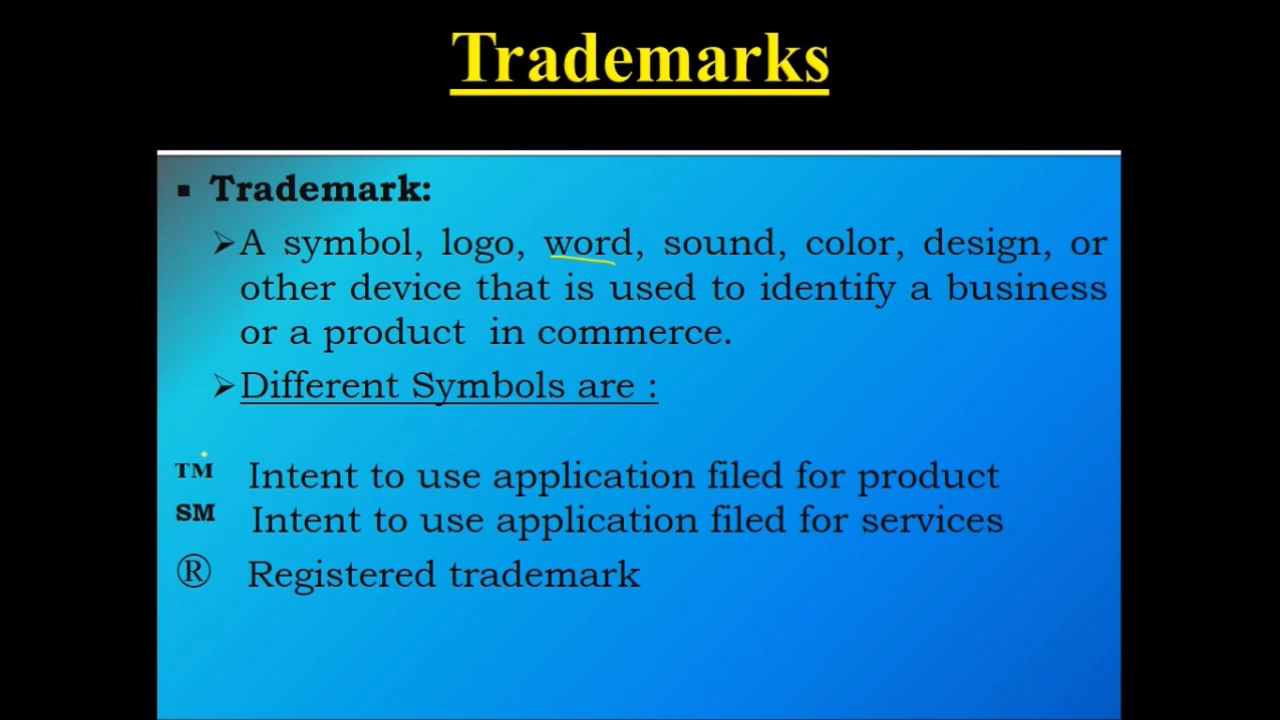 Trademarks
▪ Trademark:
➢A symbol, logo, word, sound, color, design, or
other device that is used to identify a business
or a product in commerce.
➢Different Symbols are :
TM Intent to use application filed for product
SM Intent to use application filed for services
® Registered trademark